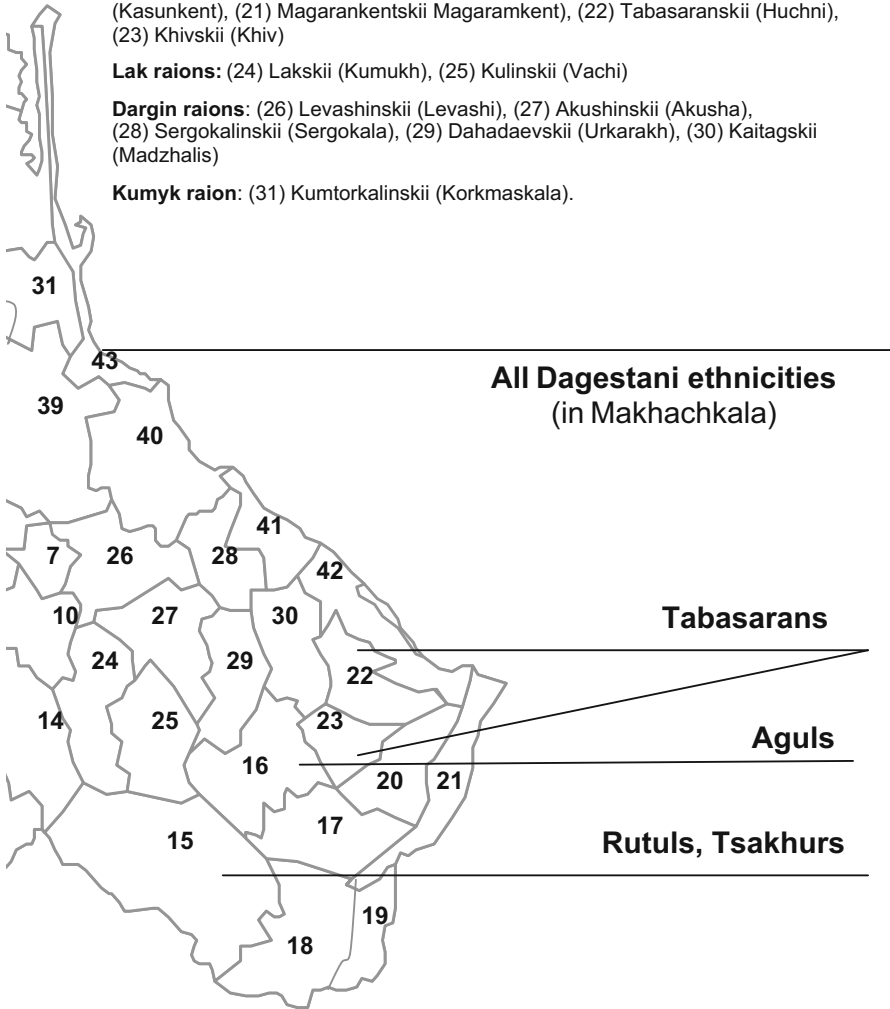 (Kasunkent), (21) Magarankentskii Magaramkent), (22) Tabasaranskii (Huchni),
(23) Khivskii (Khiv)
Lak raions: (24) Lakskii (Kumukh), (25) Kulinskii (Vachi)
Dargin raions: (26) Levashinskii (Levashi), (27) Akushinskii (Akusha),
(28) Sergokalinskii (Sergokala), (29) Dahadaevskii (Urkarakh), (30) Kaitagskii
(Madzhalis)
Kumyk raion: (31) Kumtorkalinskii (Korkmaskala).
31
43
All Dagestani ethnicities
(in Makhachkala)
39
40
41
7
26
28
42
10
27
30
Tabasarans
24
29
22
14
25
23
Aguls
16
20
21
17
15
Rutuls, Tsakhurs
19
18